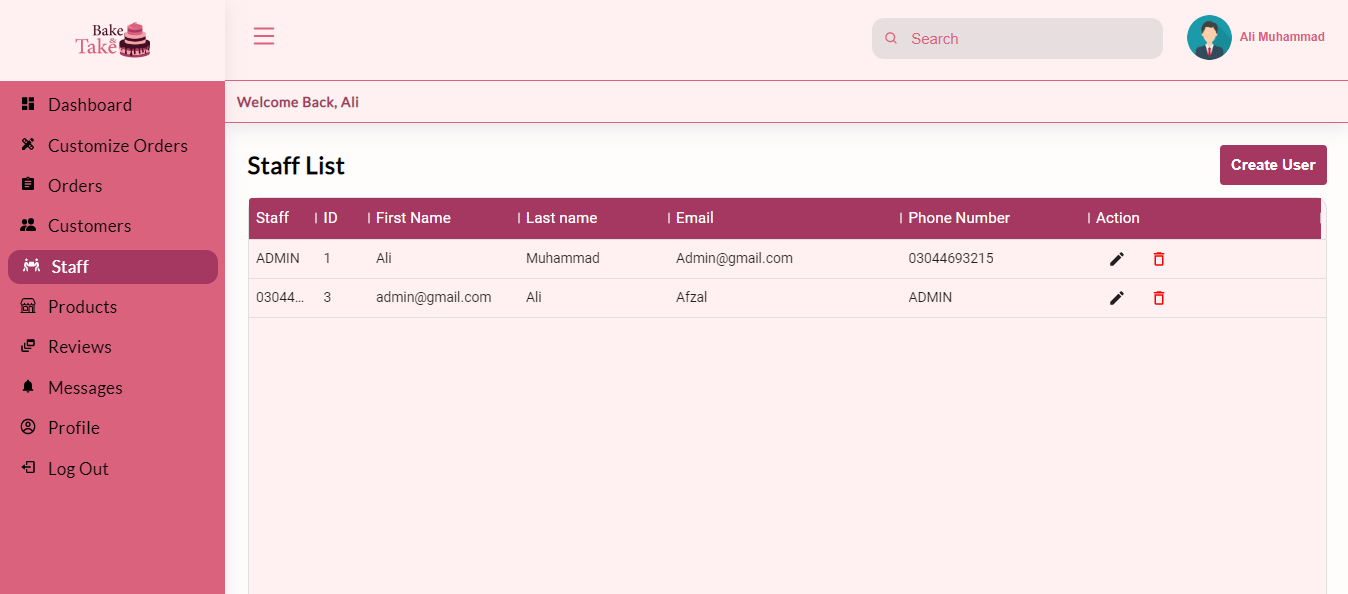 Bake
& Take
Search
Ali Muhammad
Welcome Back, Ali
Dashboard
Customize Orders
Orders
Customers
Staff
Products
Reviews
Messages
Profile
Log Out
Staff List
Create User
Staff ID First Name Last name Email Phone Number Action
ADMIN 1 Ali Muhammad Admin@gmail.com 03044693215
03044... 3 admin@gmail.com Ali Afzal ADMIN